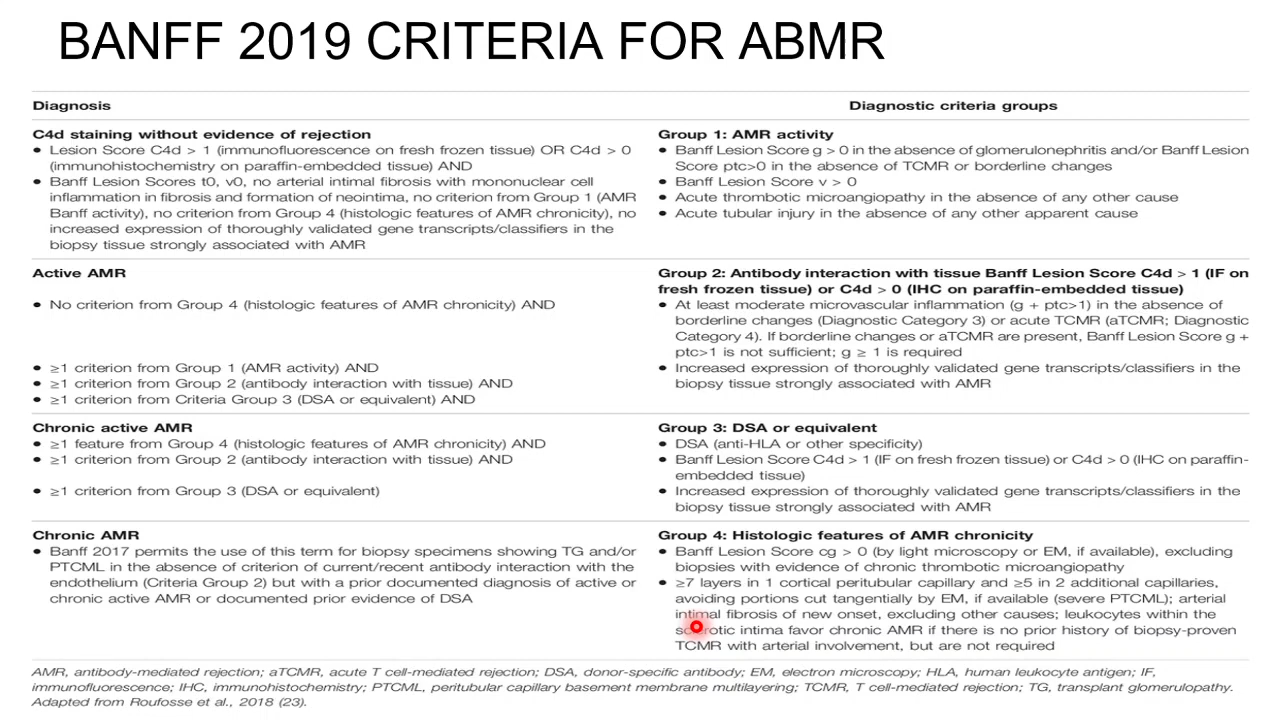 BANFF 2019 CRITERIA FOR ABMR
Diagnosis
Diagnostic criteria groups
C4d staining without evidence of rejection
• Lesion Score C4d > 1 (immunofluorescence on fresh frozen tissue) OR C4d > 0
(immunohistochemistry on paraffin-embedded tissue) AND
• Banff Lesion Scores t0, v0, no arterial intimal fibrosis with mononuclear cell
inflammation in fibrosis and formation of neointima, no criterion from Group 1 (AMR
Banff activity), no criterion from Group 4 (histologic features of AMR chronicity), no
increased expression of thoroughly validated gene transcripts/classifiers in the
biopsy tissue strongly associated with AMR
Group 1: AMR activity
• Banff Lesion Score g > 0 in the absence of glomerulonephritis and/or Banff Lesion
Score ptc>0 in the absence of TCMR or borderline changes
• Banff Lesion Score v > 0
• Acute thrombotic microangiopathy in the absence of any other cause
• Acute tubular injury in the absence of any other apparent cause
Active AMR
• No criterion from Group 4 (histologic features of AMR chronicity) AND
• ≥1 criterion from Group 1 (AMR activity) AND
• ≥1 criterion from Group 2 (antibody interaction with tissue) AND
• ≥1 criterion from Criteria Group 3 (DSA or equivalent) AND
Group 2: Antibody interaction with tissue Banff Lesion Score C4d > 1 (IF on
fresh frozen tissue) or C4d > 0 (IHC on paraffin-embedded tissue)
• At least moderate microvascular inflammation (g + ptc>1) in the absence of
borderline changes (Diagnostic Category 3) or acute TCMR (aTCMR; Diagnostic
Category 4). If borderline changes or aTCMR are present, Banff Lesion Score g +
ptc>1 is not sufficient; g ≥ 1 is required
• Increased expression of thoroughly validated gene transcripts/classifiers in the
biopsy tissue strongly associated with AMR
Chronic active AMR
• ≥1 feature from Group 4 (histologic features of AMR chronicity) AND
• ≥1 criterion from Group 2 (antibody interaction with tissue) AND
• ≥1 criterion from Group 3 (DSA or equivalent)
Group 3: DSA or equivalent
• DSA (anti-HLA or other specificity)
• Banff Lesion Score C4d > 1 (IF on fresh frozen tissue) or C4d > 0 (IHC on paraffin-
embedded tissue)
• Increased expression of thoroughly validated gene transcripts/classifiers in the
biopsy tissue strongly associated with AMR
Chronic AMR
• Banff 2017 permits the use of this term for biopsy specimens showing TG and/or
PTCML in the absence of criterion of current/recent antibody interaction with the
endothelium (Criteria Group 2) but with a prior documented diagnosis of active or
chronic active AMR or documented prior evidence of DSA
Group 4: Histologic features of AMR chronicity
• Banff Lesion Score cg > 0 (by light microscopy or EM, if available), excluding
biopsies with evidence of chronic thrombotic microangiopathy
• ≥7 layers in 1 cortical peritubular capillary and ≥5 in 2 additional capillaries,
avoiding portions cut tangentially by EM, if available (severe PTCML); arterial
intimal fibrosis of new onset, excluding other causes; leukocytes within the
sclerotic intima favor chronic AMR if there is no prior history of biopsy-proven
TCMR with arterial involvement, but are not required
AMR, antibody-mediated rejection; aTCMR, acute T cell-mediated rejection; DSA, donor-specific antibody; EM, electron microscopy; HLA, human leukocyte antigen; IF,
immunofluorescence; IHC, immunohistochemistry; PTCML, peritubular capillary basement membrane multilayering; TCMR, T cell-mediated rejection; TG, transplant glomerulopathy.
Adapted from Roufosse et al., 2018 (23).